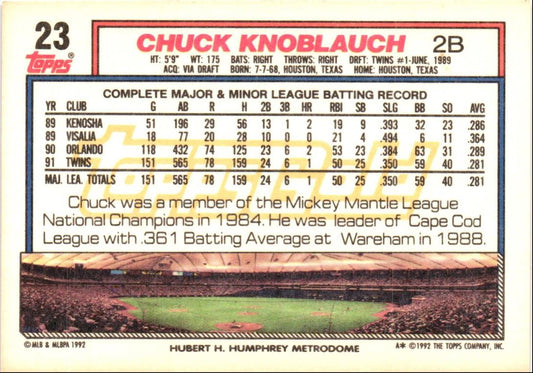 23 CHUCK KNOBLAUCH 2B
Topps®
HT: 5'9" WT: 175 BATS: RIGHT THROWS: RIGHT DRFT: TWINS #1-JUNE, 1989
ACQ: VIA DRAFT BORN: 7-7-68, HOUSTON, TEXAS HOME: HOUSTON, TEXAS
COMPLETE MAJOR & MINOR LEAGUE BATTING RECORD
YR CLUB G AB R H 2B 3B HR RBI SB SLG BB SO AVG
89 KENOSHA 51 196 29 56 13 1 2 19 9 .393 32 23 .286
89 VISALIA 18 77 20 28 10 0 0 21 4 .494 6 11 .364
90 ORLANDO 118 432 74 125 23 6 2 53 23 .384 63 31 .289
91 TWINS 151 565 78 159 24 6 1 50 25 .350 59 40 .281
MAJ. LEA. TOTALS 151 565 78 159 24 6 1 50 25 .350 59 40 .281
ToppsGold
Chuck was a member of the Mickey Mantle League
National Champions in 1984. He was leader of Cape Cod
League with .361 Batting Average at Wareham in 1988.
© MLB & MLBPA 1992
A* © 1992 THE TOPPS COMPANY, INC.
HUBERT H. HUMPHREY METRODOME